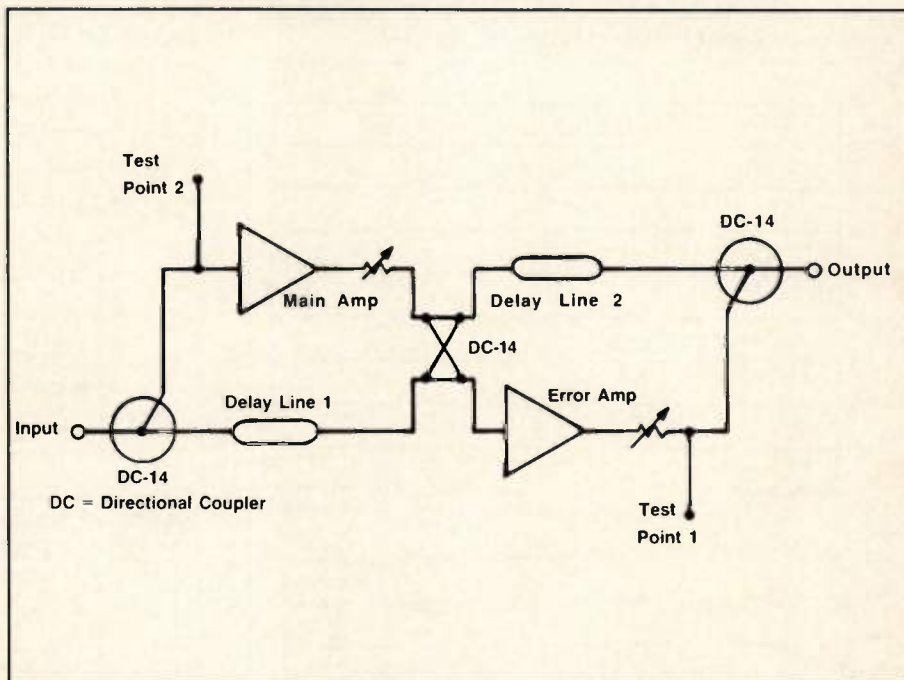 Test
Point 2
DC-14
Output
Main Amp
Delay Line 2
DC-14
Error Amp
Delay Line 1
Input
DC-14
DC = Directional Coupler
Test
Point 1